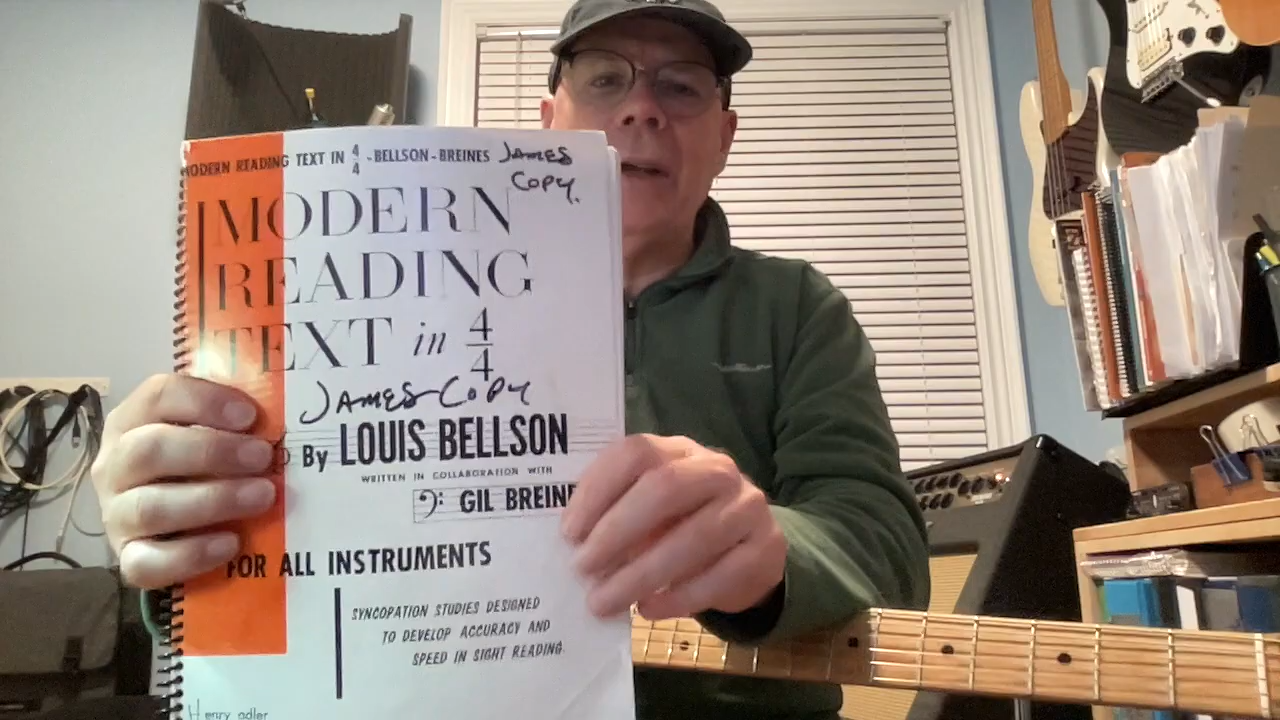 MODERN READING TEXT IN 4/4 - BELLSON - BREINES JAMES
COPY.
MODERN
READING
TEXT in 4/4
JAMES COPY
By LOUIS BELLSON
WRITTEN IN COLLABORATION WITH
GIL BREIN
FOR ALL INSTRUMENTS
SYNCOPATION STUDIES DESIGNED
TO DEVELOP ACCURACY AND
SPEED IN SIGHT READING.
Henry adler